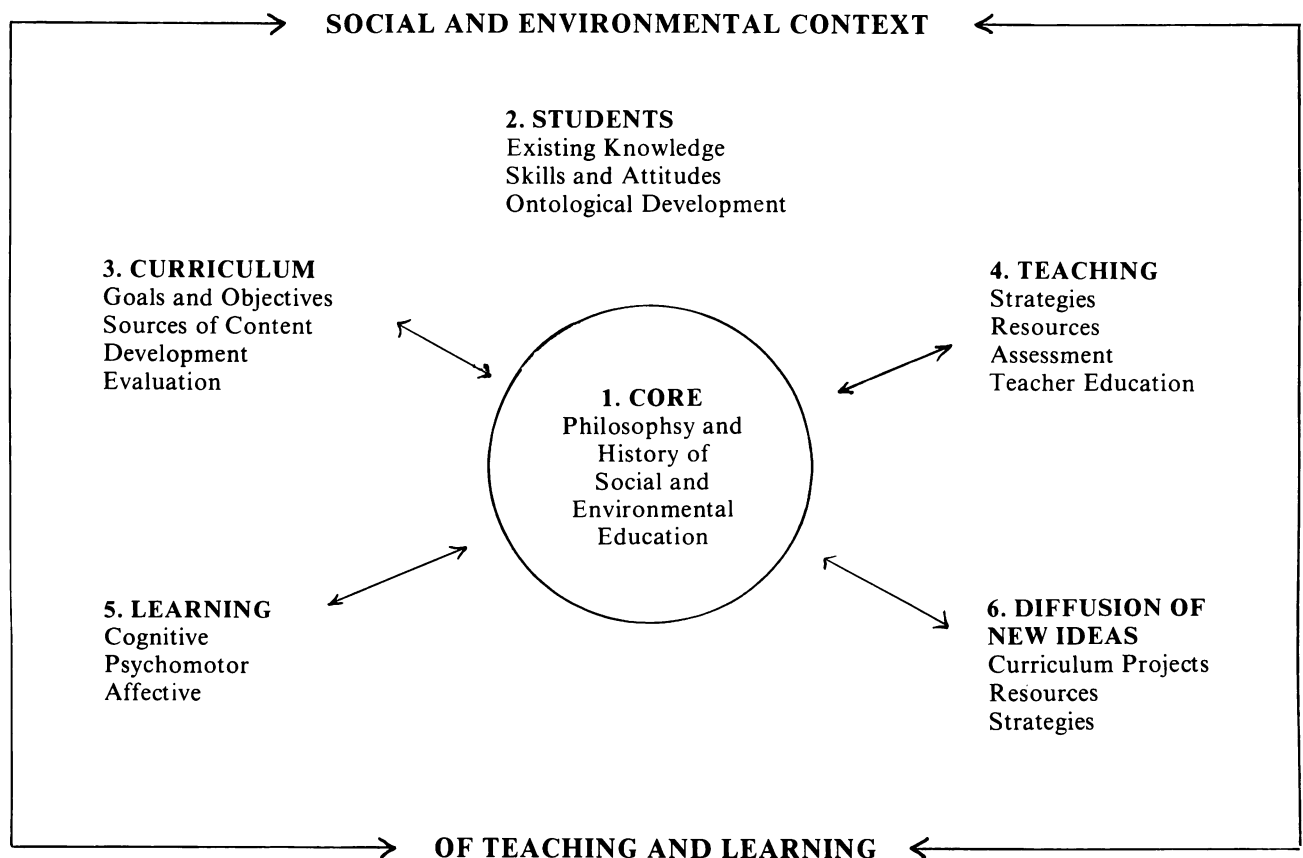 SOCIAL AND ENVIRONMENTAL CONTEXT
2. STUDENTS
Existing Knowledge
Skills and Attitudes
Ontological Development
3. CURRICULUM
Goals and Objectives
Sources of Content
Development
Evaluation
4. TEACHING
Strategies
Resources
Assessment
Teacher Education
1. CORE
Philosophsy and
History of
Social and
Environmental
Education
5. LEARNING
Cognitive
Psychomotor
Affective
6. DIFFUSION OF
NEW IDEAS
Curriculum Projects
Resources
Strategies
OF TEACHING AND LEARNING